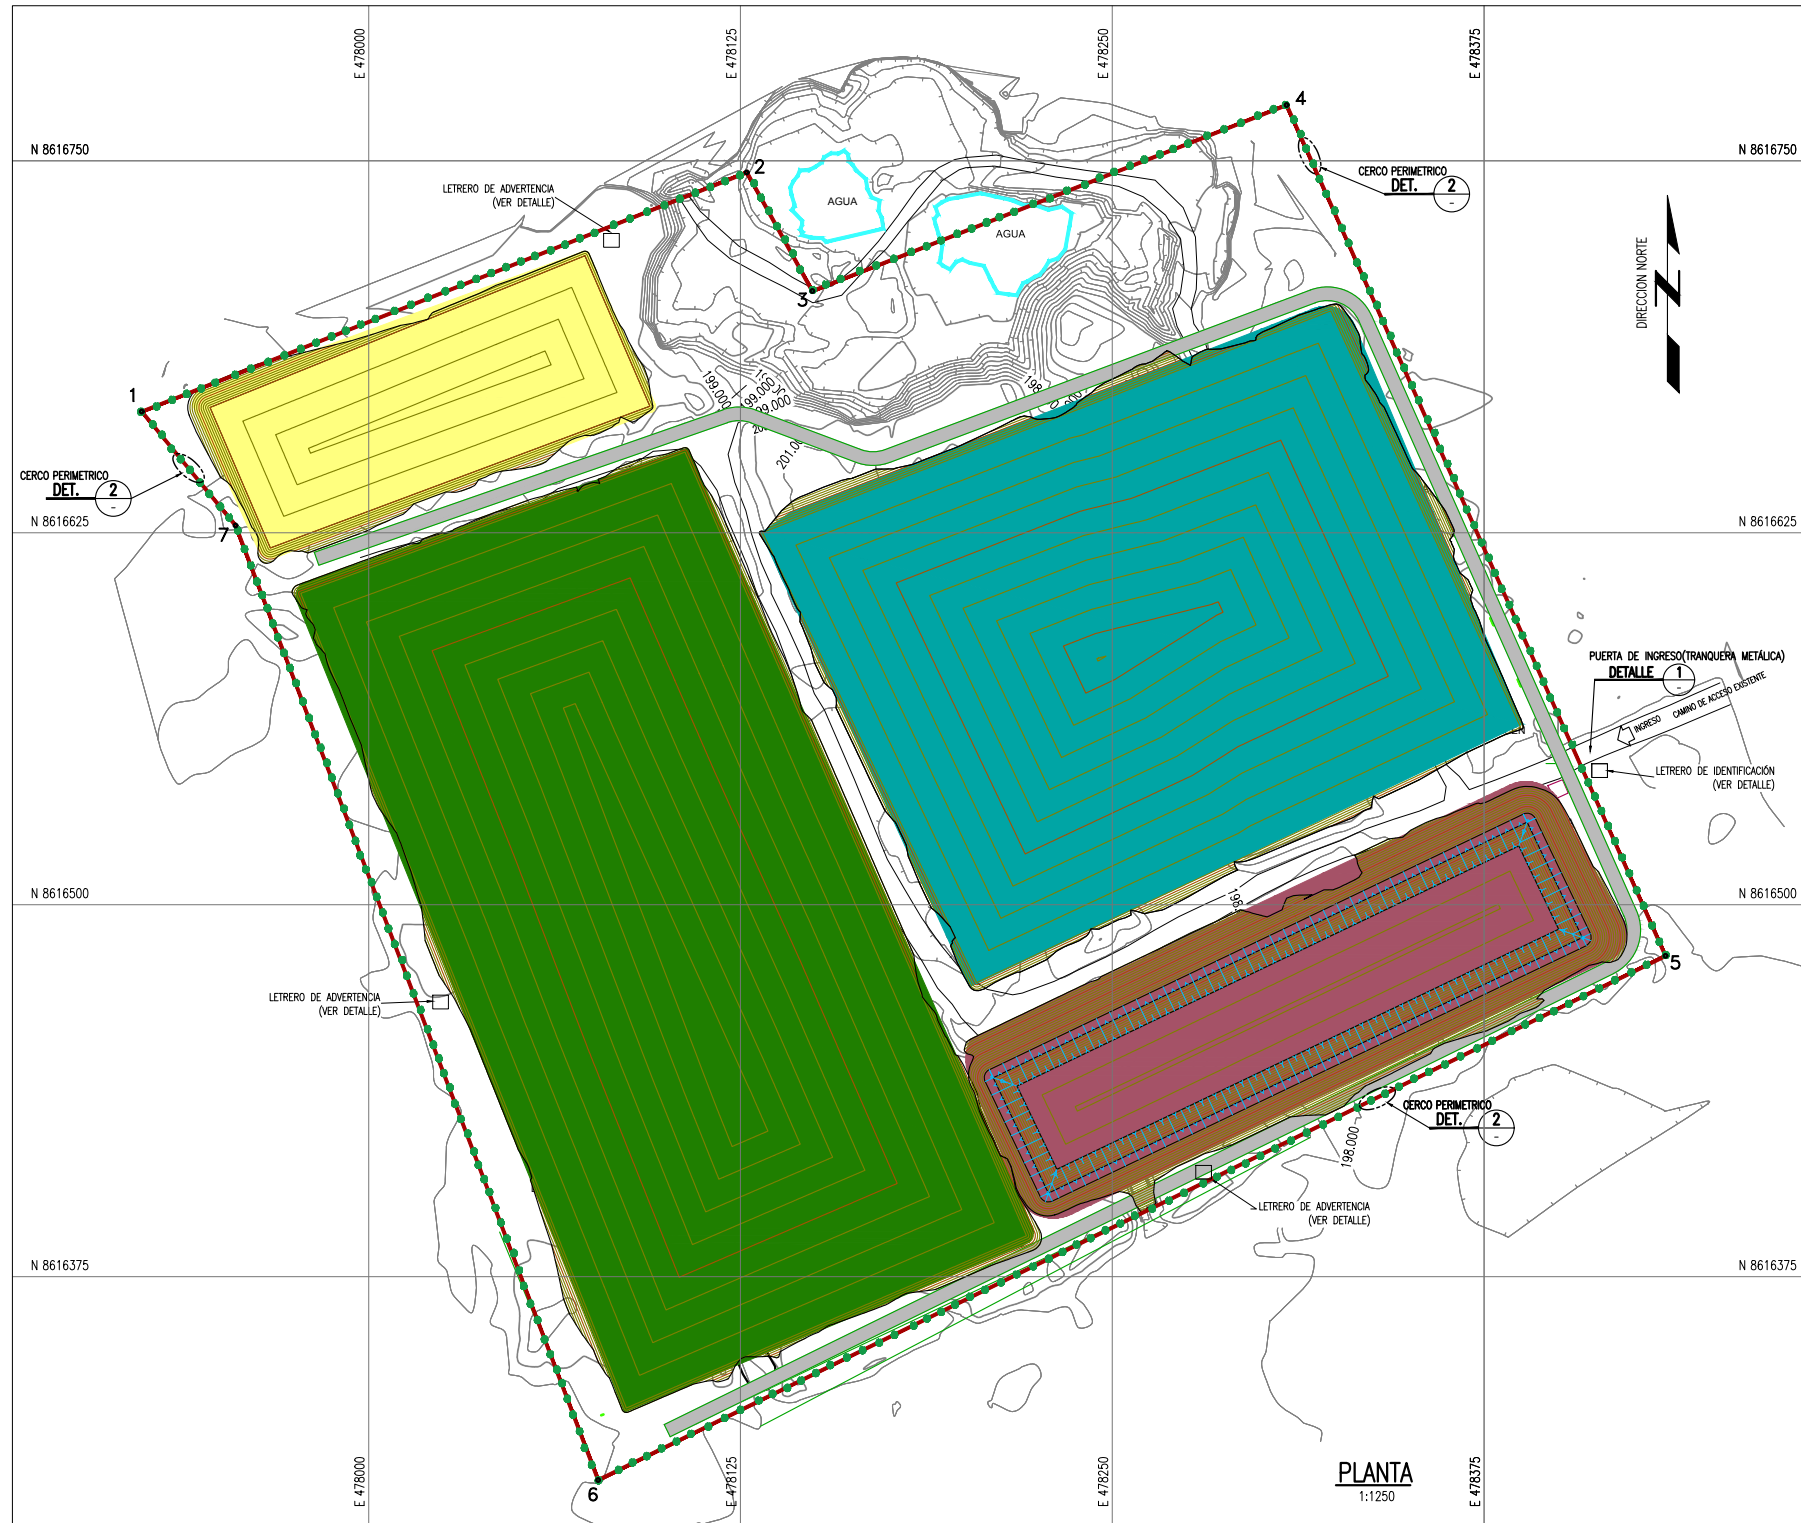 E 478000
E 478125
E 478250
E 478375
4
N 8616750
N 8616750
2
CERCO PERIMETRICO
DET. 2
-
LETRERO DE ADVERTENCIA
(VER DETALLE)
AGUA
AGUA
DIRECCION NORTE
N
3
1
199.000
199.000
201.00
CERCO PERIMETRICO
DET. 2
-
N 8616625
N 8616625
7
PUERTA DE INGRESO(TRANQUERA METÁLICA)
DETALLE 1
-
INGRESO
CAMINO DE ACCESO EXISTENTE
EN
LETRERO DE IDENTIFICACIÓN
(VER DETALLE)
N 8616500
N 8616500
198.
5
LETRERO DE ADVERTENCIA
(VER DETALLE)
CERCO PERIMETRICO
DET. 2
-
198.000
LETRERO DE ADVERTENCIA
(VER DETALLE)
N 8616375
N 8616375
E 478000
E 478125
E 478250
E 478375
6
PLANTA
1:1250